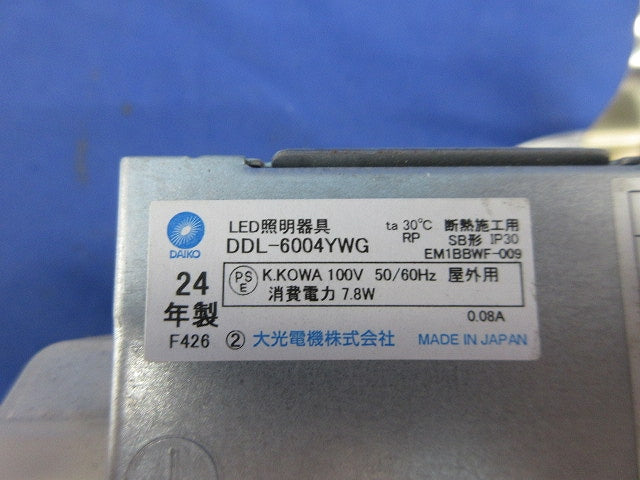 DAIKO
LED照明器具
DDL-6004YWG
ta 30℃ 断熱施工用
RP SB形 IP30
EM1BBWF-009
24
年製
PS
E
K.KOWA 100V 50/60Hz 屋外用
消費電力 7.8W
0.08A
F426 ② 大光電機株式会社 MADE IN JAPAN